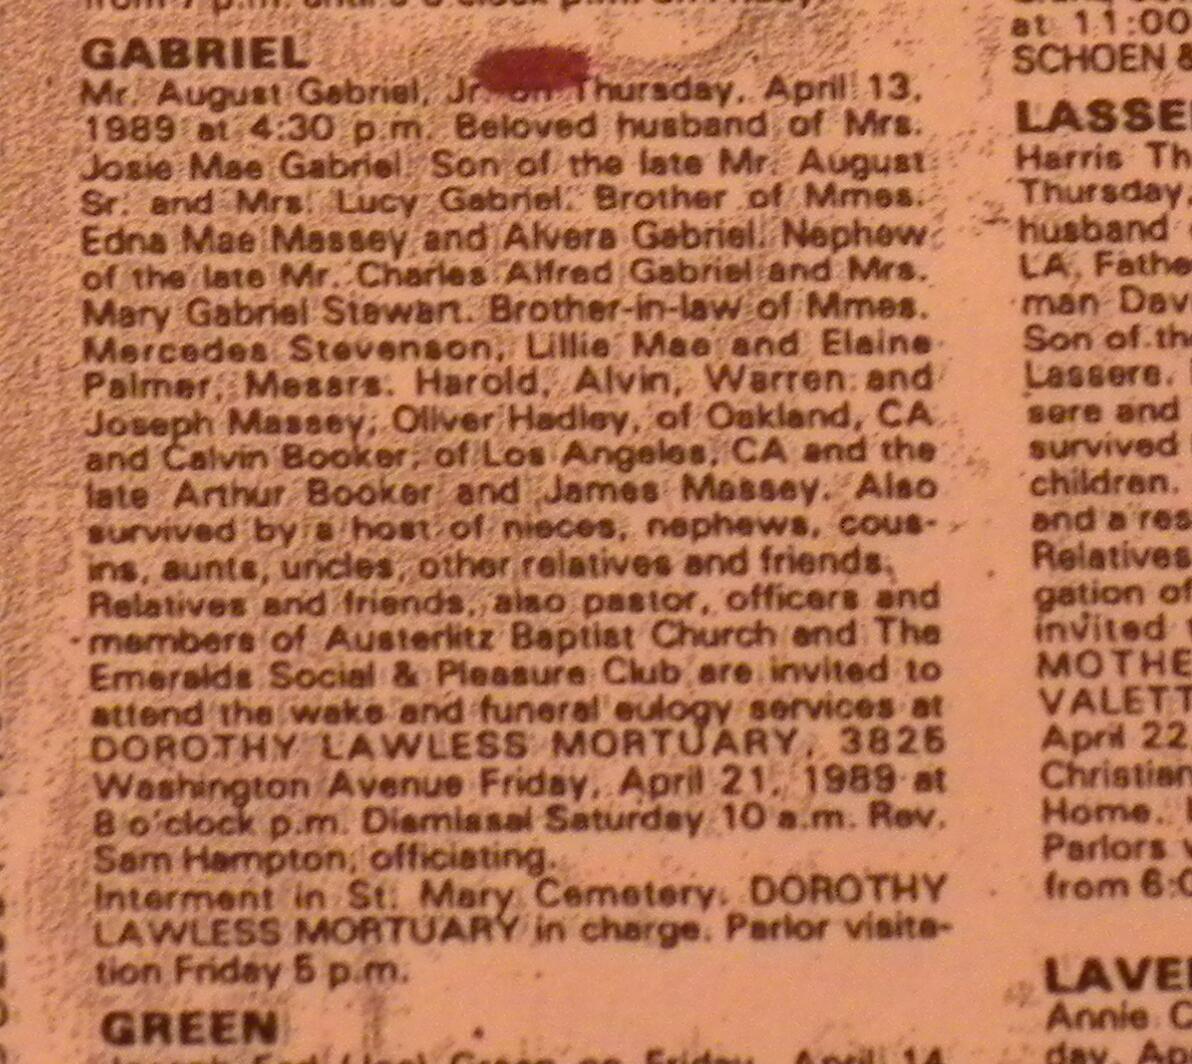 GABRIEL
Mr. August Gabriel, Jr. on Thursday, April 13,
1989 at 4:30 p.m. Beloved husband of Mrs.
Josie Mae Gabriel. Son of the late Mr. August
Sr. and Mrs. Lucy Gabriel. Brother of Mmes.
Edna Mae Massey and Alvera Gabriel. Nephew
of the late Mr. Charles Alfred Gabriel and Mrs.
Mary Gabriel Stewart. Brother-in-law of Mmes.
Mercedes Stevenson, Lillie Mae and Elaine
Palmer, Messrs. Harold, Alvin, Warren and
Joseph Massey, Oliver Hadley, of Oakland, CA
and Calvin Booker, of Los Angeles, CA and the
late Arthur Booker and James Massey. Also
survived by a host of nieces, nephews, cous-
ins, aunts, uncles, other relatives and friends.
Relatives and friends, also pastor, officers and
members of Austerlitz Baptist Church and The
Emeralds Social & Pleasure Club are invited to
attend the wake and funeral eulogy services at
DOROTHY LAWLESS MORTUARY, 3825
Washington Avenue Friday, April 21, 1989 at
8 o'clock p.m. Dismissal Saturday 10 a.m. Rev.
Sam Hampton, officiating.
Interment in St. Mary Cemetery. DOROTHY
LAWLESS MORTUARY in charge. Parlor visita-
tion Friday 5 p.m.
GREEN
at 11:00
SCHOEN &
LASSE
Harris Th
Thursday,
husband
LA. Fathe
man Dav
Son of the
Lassere.
sere and
survived
children.
and a res
Relatives
gation of
invited
MOTHE
VALETT
April 22
Christian
Home.
Parlors
from 6:0
LAVE
Annie C